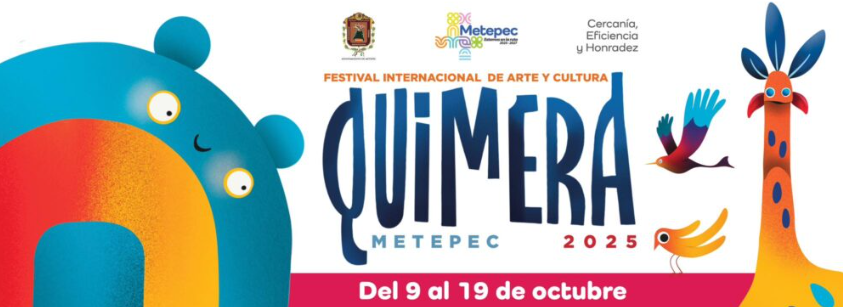 Metepec
Cercanía,
Eficiencia
y Honradez
FESTIVAL INTERNACIONAL DE ARTE Y CULTURA
QUiMERA
METEPEC 2025
Del 9 al 19 de octubre